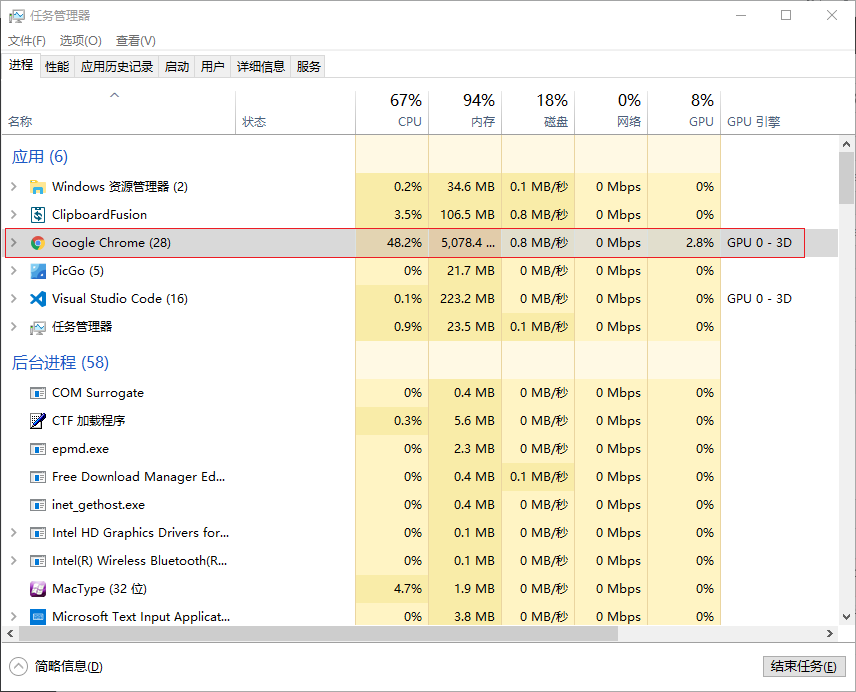 任务管理器
文件(F) 选项(O) 查看(V)
进程 性能 应用历史记录 启动 用户 详细信息 服务
67% 94% 18% 0% 8%
名称 状态 CPU 内存 磁盘 网络 GPU GPU 引擎
应用 (6)
Windows 资源管理器 (2) 0.2% 34.6 MB 0.1 MB/秒 0 Mbps 0%
ClipboardFusion 3.5% 106.5 MB 0.8 MB/秒 0 Mbps 0%
Google Chrome (28) 48.2% 5,078.4 ... 0.8 MB/秒 0 Mbps 2.8% GPU 0 - 3D
PicGo (5) 0% 21.7 MB 0 MB/秒 0 Mbps 0%
Visual Studio Code (16) 0.1% 223.2 MB 0 MB/秒 0 Mbps 0% GPU 0 - 3D
任务管理器 0.9% 23.5 MB 0.1 MB/秒 0 Mbps 0%
后台进程 (58)
COM Surrogate 0% 0.4 MB 0 MB/秒 0 Mbps 0%
CTF 加载程序 0.3% 5.6 MB 0 MB/秒 0 Mbps 0%
epmd.exe 0% 2.3 MB 0 MB/秒 0 Mbps 0%
Free Download Manager Ed... 0% 0.4 MB 0.1 MB/秒 0 Mbps 0%
inet_gethost.exe 0% 0.4 MB 0 MB/秒 0 Mbps 0%
Intel HD Graphics Drivers for... 0% 0.1 MB 0 MB/秒 0 Mbps 0%
Intel(R) Wireless Bluetooth(R... 0% 0.1 MB 0 MB/秒 0 Mbps 0%
MacType (32 位) 4.7% 1.9 MB 0 MB/秒 0 Mbps 0%
Microsoft Text Input Applicat... 0% 3.8 MB 0 MB/秒 0 Mbps 0%
简略信息(D) 结束任务(E)